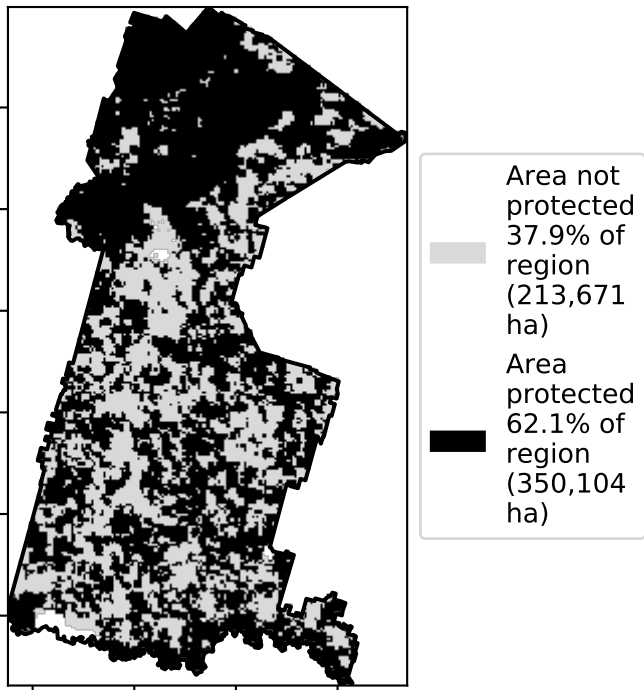 Area not
protected
37.9% of
region
(213,671
ha)
Area
protected
62.1% of
region
(350,104
ha)